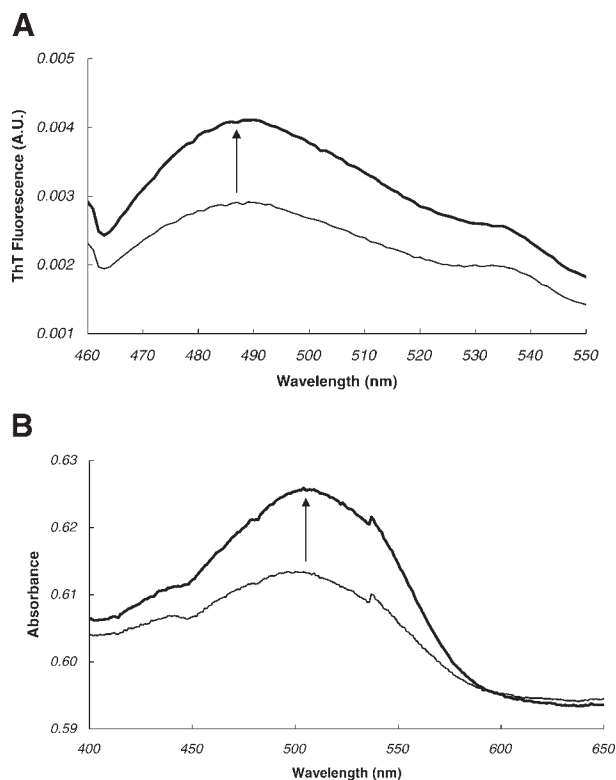 A
0.005
0.004
0.003
0.002
0.001
ThT Fluorescence (A.U.)
460 470 480 490 500 510 520 530 540 550
Wavelength (nm)
B
0.63
0.62
0.61
0.60
0.59
Absorbance
400 450 500 550 600 650
Wavelength (nm)